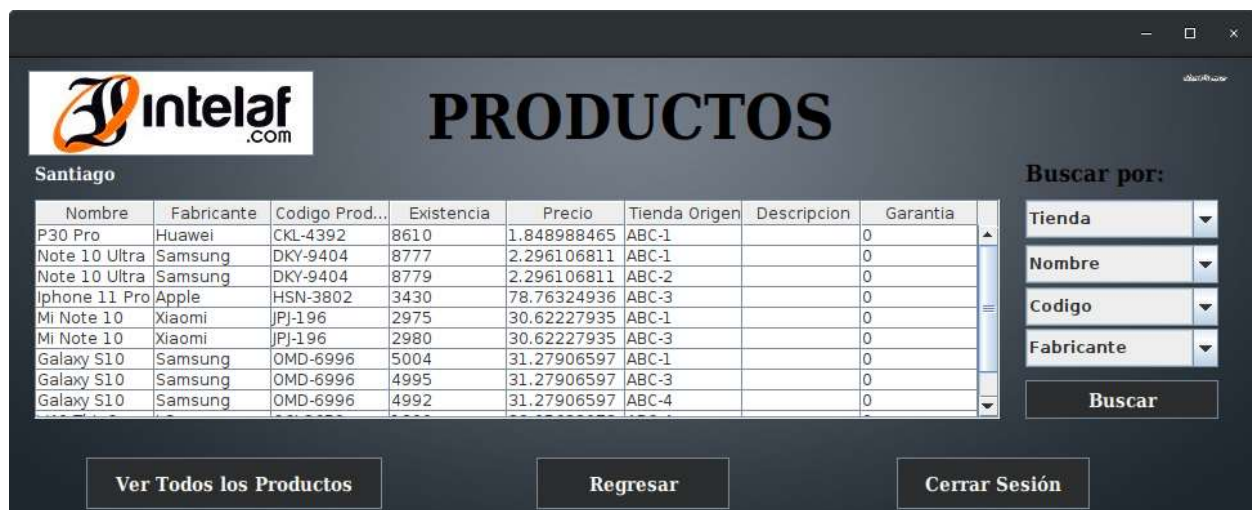 intelaf
.com
PRODUCTOS
Santiago
Buscar por:
Nombre Fabricante Codigo Prod... Existencia Precio Tienda Origen Descripcion Garantia
P30 Pro Huawei CKL-4392 8610 1.848988465 ABC-1 0
Note 10 Ultra Samsung DKY-9404 8777 2.296106811 ABC-1 0
Note 10 Ultra Samsung DKY-9404 8779 2.296106811 ABC-2 0
Iphone 11 Pro Apple HSN-3802 3430 78.76324936 ABC-3 0
Mi Note 10 Xiaomi JPJ-196 2975 30.62227935 ABC-1 0
Mi Note 10 Xiaomi JPJ-196 2980 30.62227935 ABC-3 0
Galaxy S10 Samsung OMD-6996 5004 31.27906597 ABC-1 0
Galaxy S10 Samsung OMD-6996 4995 31.27906597 ABC-3 0
Galaxy S10 Samsung OMD-6996 4992 31.27906597 ABC-4 0
Tienda
Nombre
Codigo
Fabricante
Buscar
Ver Todos los Productos Regresar Cerrar Sesión